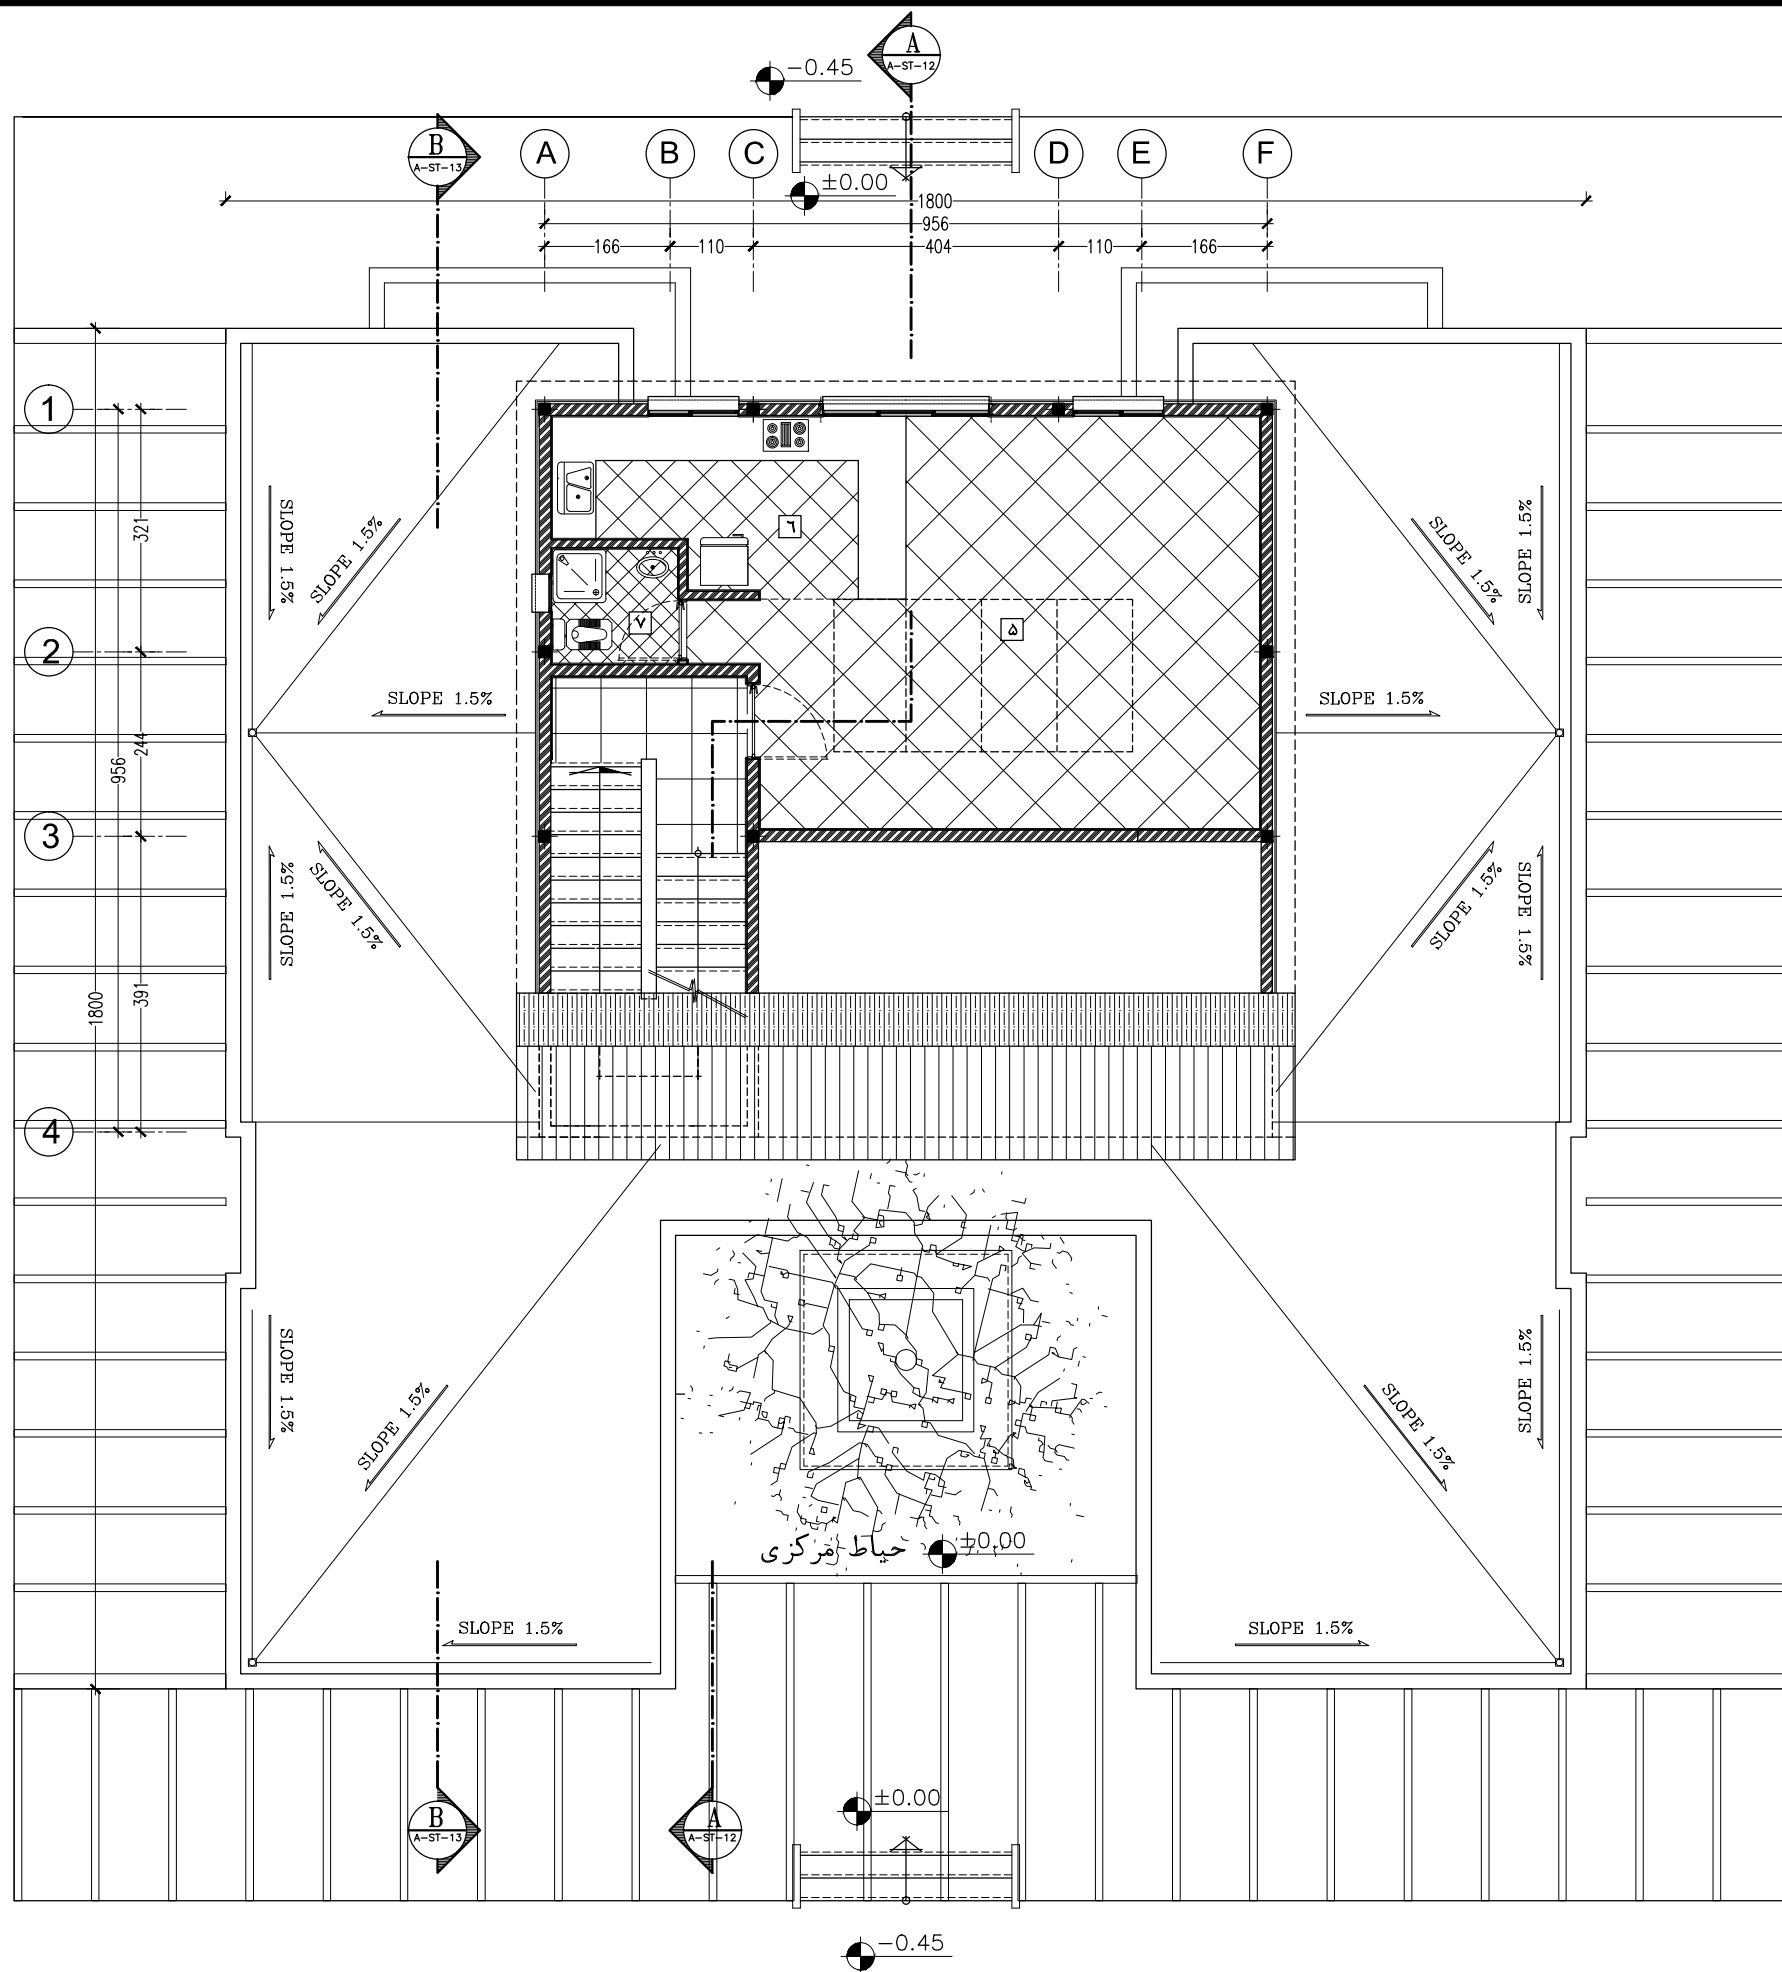 A
A-ST-12
-0.45
B
A-ST-13
A
B
C
D
E
F
±0.00
1800
956
166
110
404
110
166
1
2
3
4
321
244
391
956
1800
SLOPE 1.5%
SLOPE 1.5%
SLOPE 1.5%
SLOPE 1.5%
۶
۷
۵
SLOPE 1.5%
SLOPE 1.5%
SLOPE 1.5%
SLOPE 1.5%
SLOPE 1.5%
SLOPE 1.5%
SLOPE 1.5%
SLOPE 1.5%
SLOPE 1.5%
SLOPE 1.5%
حیاط مرکزی
±0.00
SLOPE 1.5%
SLOPE 1.5%
±0.00
B
A-ST-13
A
A-ST-12
-0.45